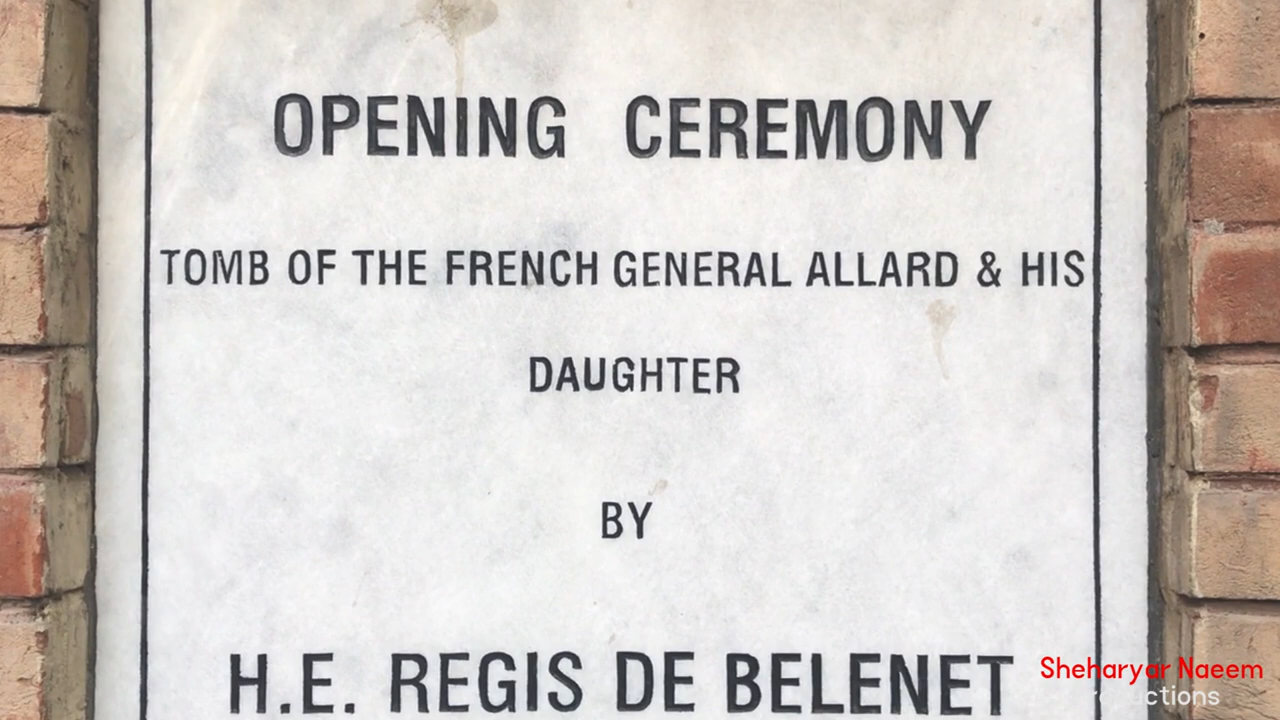 OPENING CEREMONY
TOMB OF THE FRENCH GENERAL ALLARD & HIS
DAUGHTER
BY
H.E. REGIS DE BELENET
Sheharyar Naeem